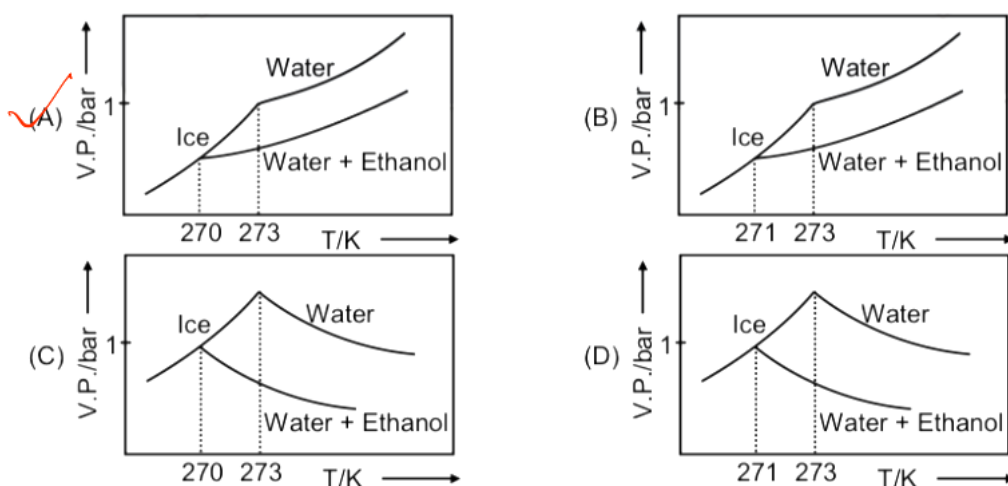 (A)
V.P./bar
1
Ice
Water
Water + Ethanol
270 273 T/K
(B)
V.P./bar
1
Ice
Water
Water + Ethanol
271 273 T/K
(C)
V.P./bar
1
Ice
Water
Water + Ethanol
270 273 T/K
(D)
V.P./bar
1
Ice
Water
Water + Ethanol
271 273 T/K